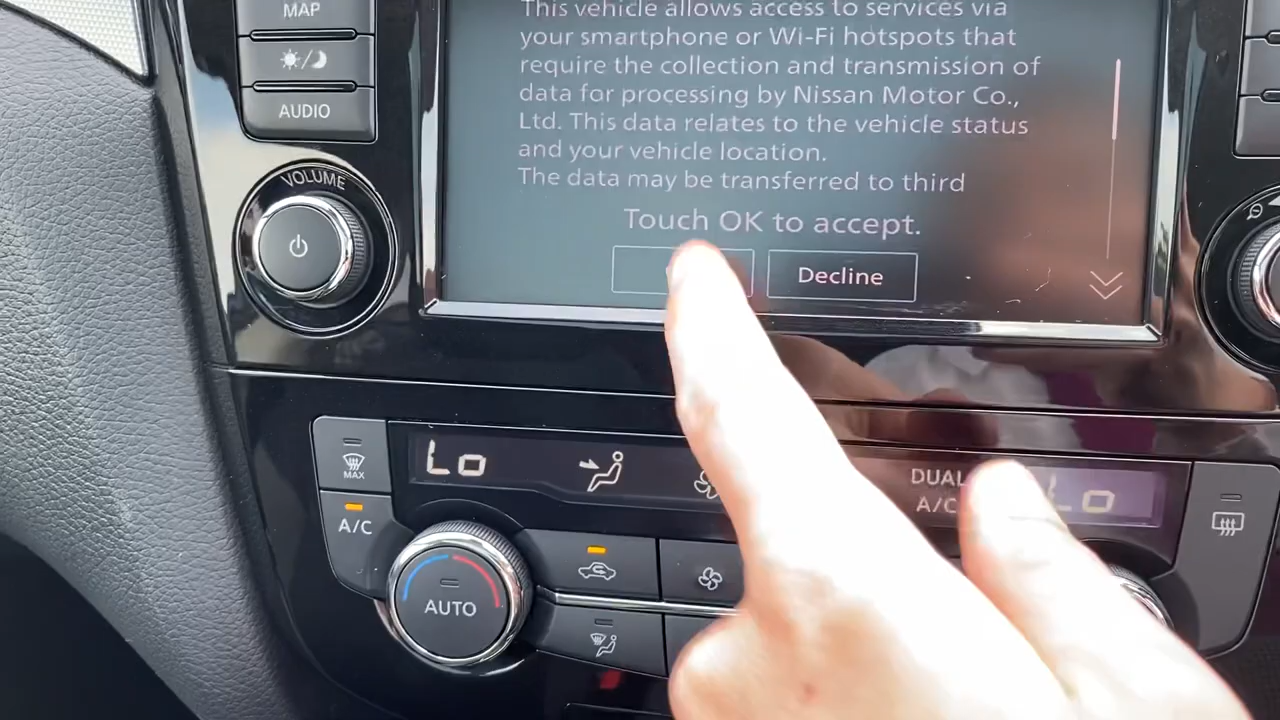 MAP
AUDIO
VOLUME
This vehicle allows access to services via
your smartphone or Wi-Fi hotspots that
require the collection and transmission of
data for processing by Nissan Motor Co.,
Ltd. This data relates to the vehicle status
and your vehicle location.
The data may be transferred to third
Touch OK to accept.
Decline
MAX
A/C
Lo
DUAL
A/C
Lo
AUTO